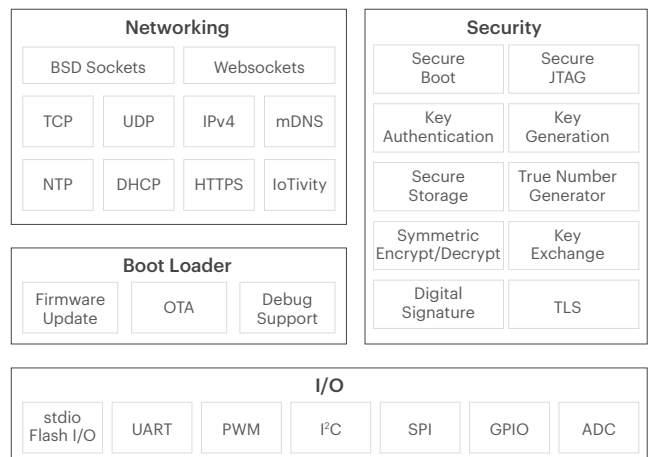 Networking
BSD Sockets
Websockets
TCP
UDP
IPv4
mDNS
NTP
DHCP
HTTPS
IoTivity
Boot Loader
Firmware
Update
OTA
Debug
Support
Security
Secure
Boot
Secure
JTAG
Key
Authentication
Key
Generation
Secure
Storage
True Number
Generator
Symmetric
Encrypt/Decrypt
Key
Exchange
Digital
Signature
TLS
I/O
stdio
Flash I/O
UART
PWM
I²C
SPI
GPIO
ADC